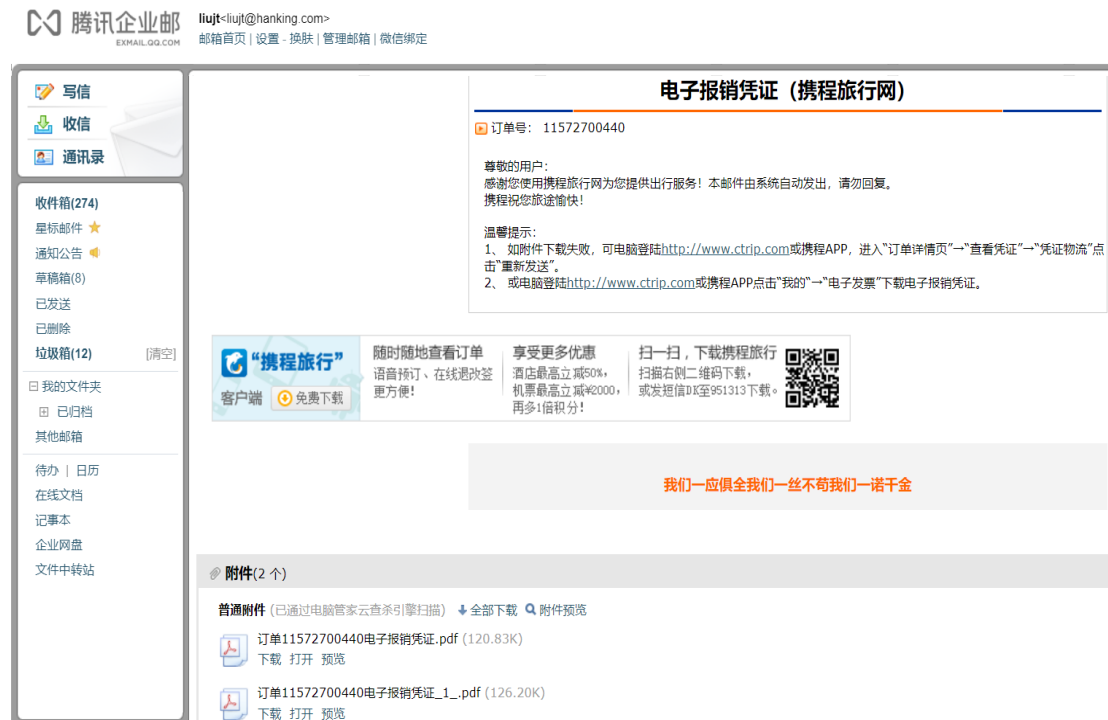 腾讯企业邮
EXMAIL.QQ.COM
liujt<liujt@hanking.com>
邮箱首页 | 设置 - 换肤 | 管理邮箱 | 微信绑定
写信
收信
通讯录
收件箱(274)
星标邮件
通知公告
草稿箱(8)
已发送
已删除
垃圾箱(12) [清空]
我的文件夹
已归档
其他邮箱
待办 | 日历
在线文档
记事本
企业网盘
文件中转站
电子报销凭证（携程旅行网）
订单号： 11572700440
尊敬的用户：
感谢您使用携程旅行网为您提供出行服务！本邮件由系统自动发出，请勿回复。
携程祝您旅途愉快！
温馨提示：
1、 如附件下载失败，可电脑登陆http://www.ctrip.com或携程APP，进入“订单详情页”→“查看凭证”→“凭证物流”点
击“重新发送”。
2、 或电脑登陆http://www.ctrip.com或携程APP点击“我的”→“电子发票”下载电子报销凭证。
“携程旅行”
客户端 免费下载
随时随地查看订单
语音预订、在线退改签
更方便！
享受更多优惠
酒店最高立减50%，
机票最高立减¥2000，
再多1倍积分！
扫一扫，下载携程旅行
扫描右侧二维码下载，
或发短信DX至951313下载。
我们一应俱全我们一丝不苟我们一诺千金
附件(2 个)
普通附件 (已通过电脑管家云查杀引擎扫描) 全部下载 附件预览
订单11572700440电子报销凭证.pdf (120.83K)
下载 打开 预览
订单11572700440电子报销凭证_1_.pdf (126.20K)
下载 打开 预览